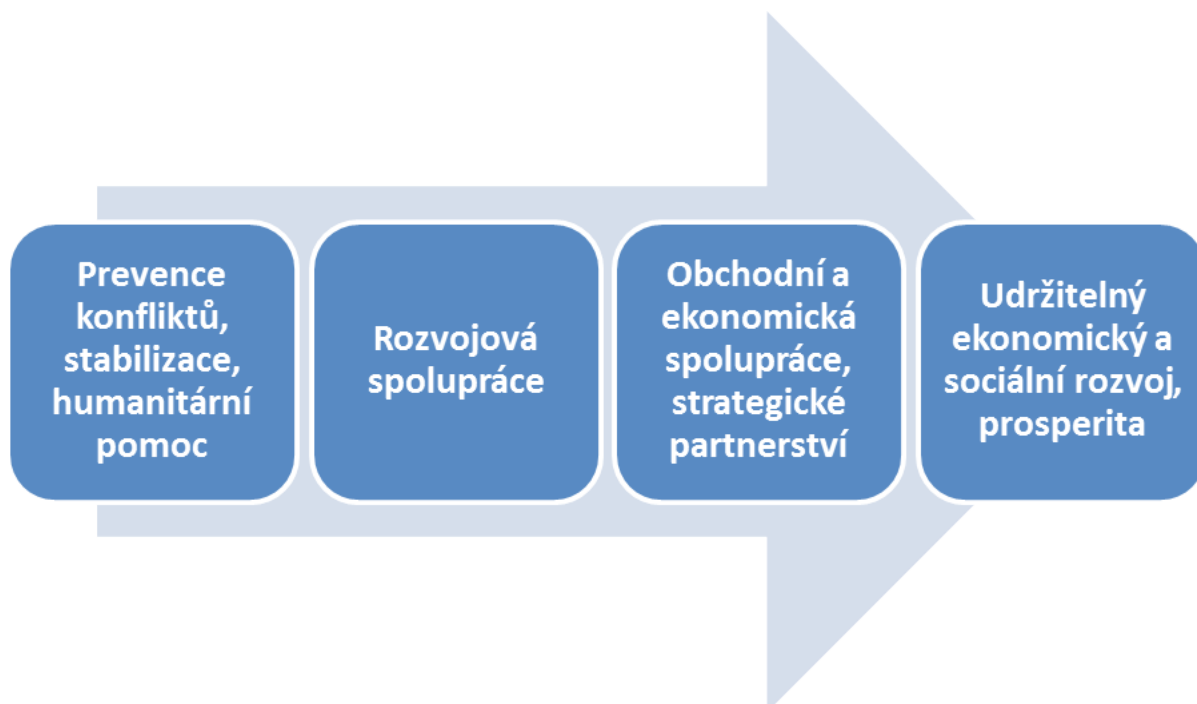 Prevence
konfliktů,
stabilizace,
humanitární
pomoc
Rozvojová
spolupráce
Obchodní a
ekonomická
spolupráce,
strategické
partnerství
Udržitelný
ekonomický a
sociální rozvoj,
prosperita